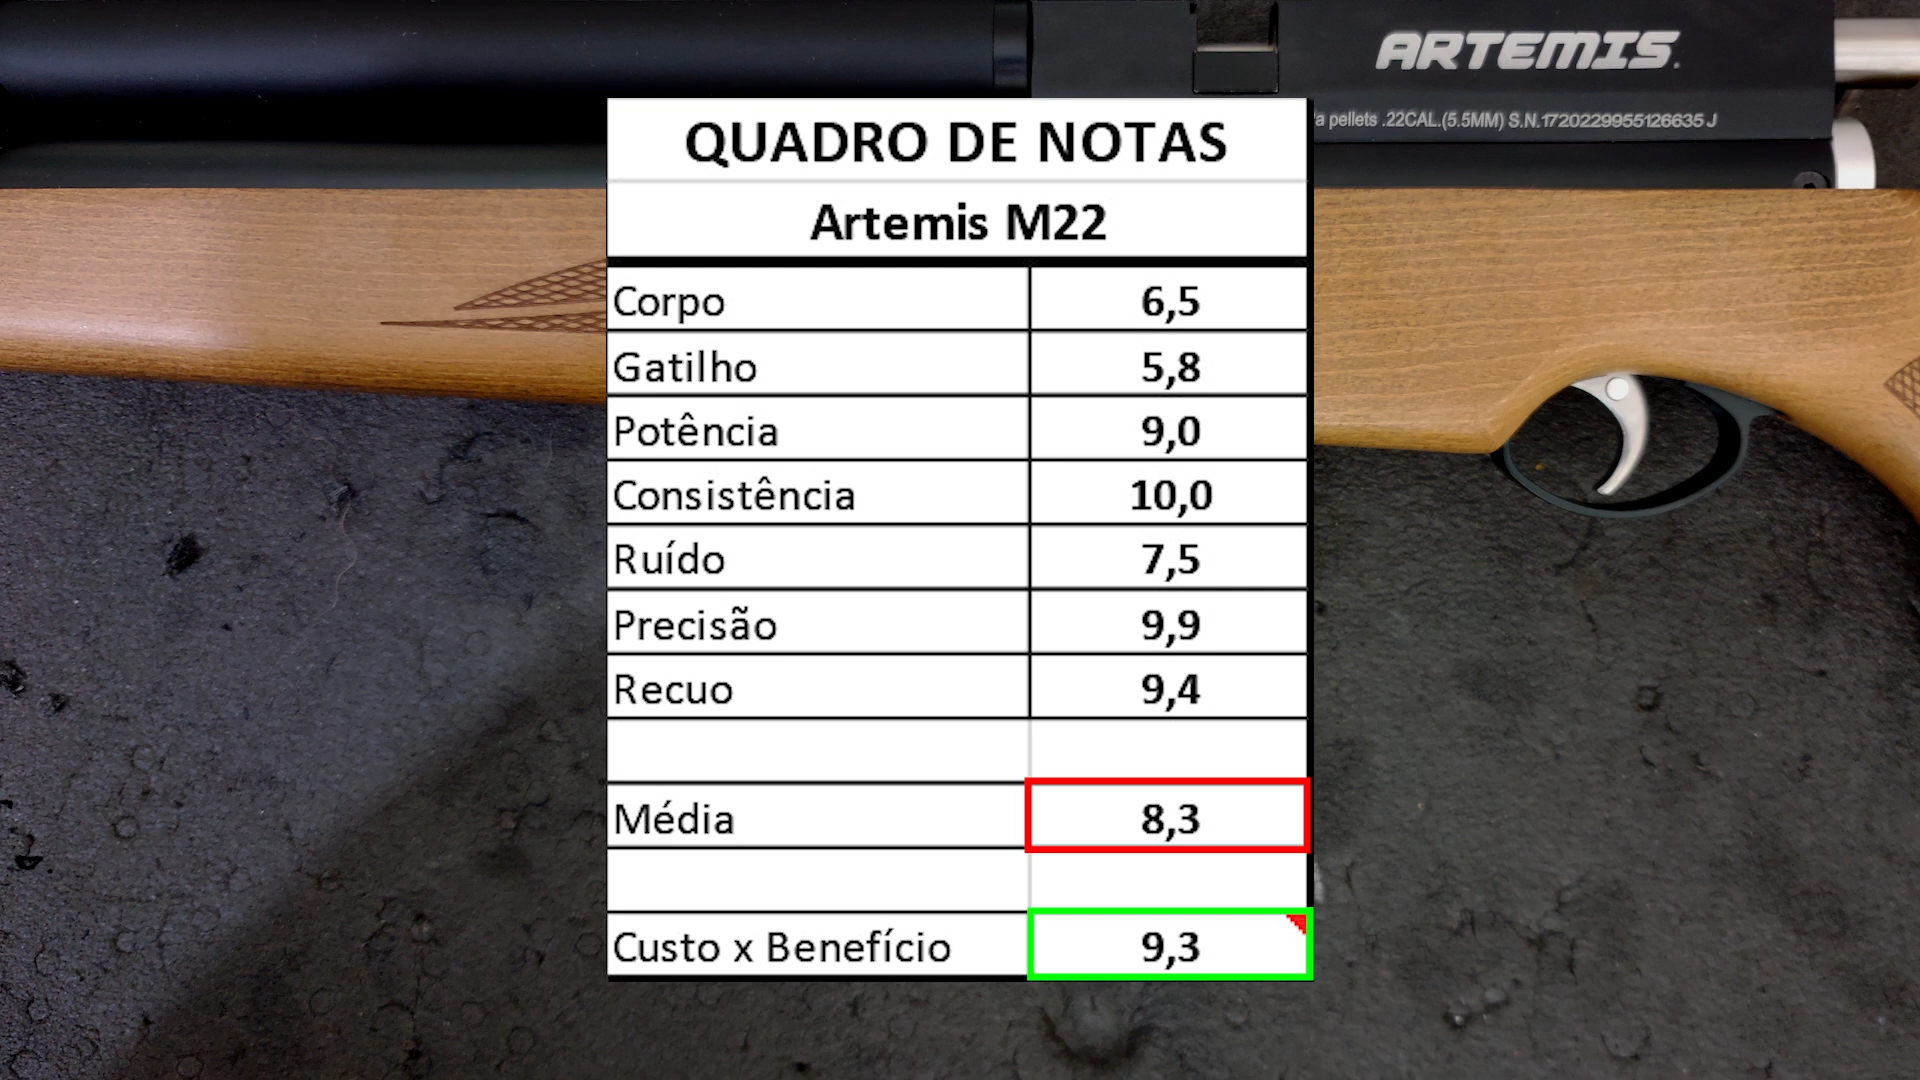 ARTEMIS.
pellets .22CAL.(5.5MM) S.N.1720229955126635 J
QUADRO DE NOTAS
Artemis M22
Corpo 6,5
Gatilho 5,8
Potência 9,0
Consistência 10,0
Ruído 7,5
Precisão 9,9
Recuo 9,4
Média 8,3
Custo x Benefício 9,3